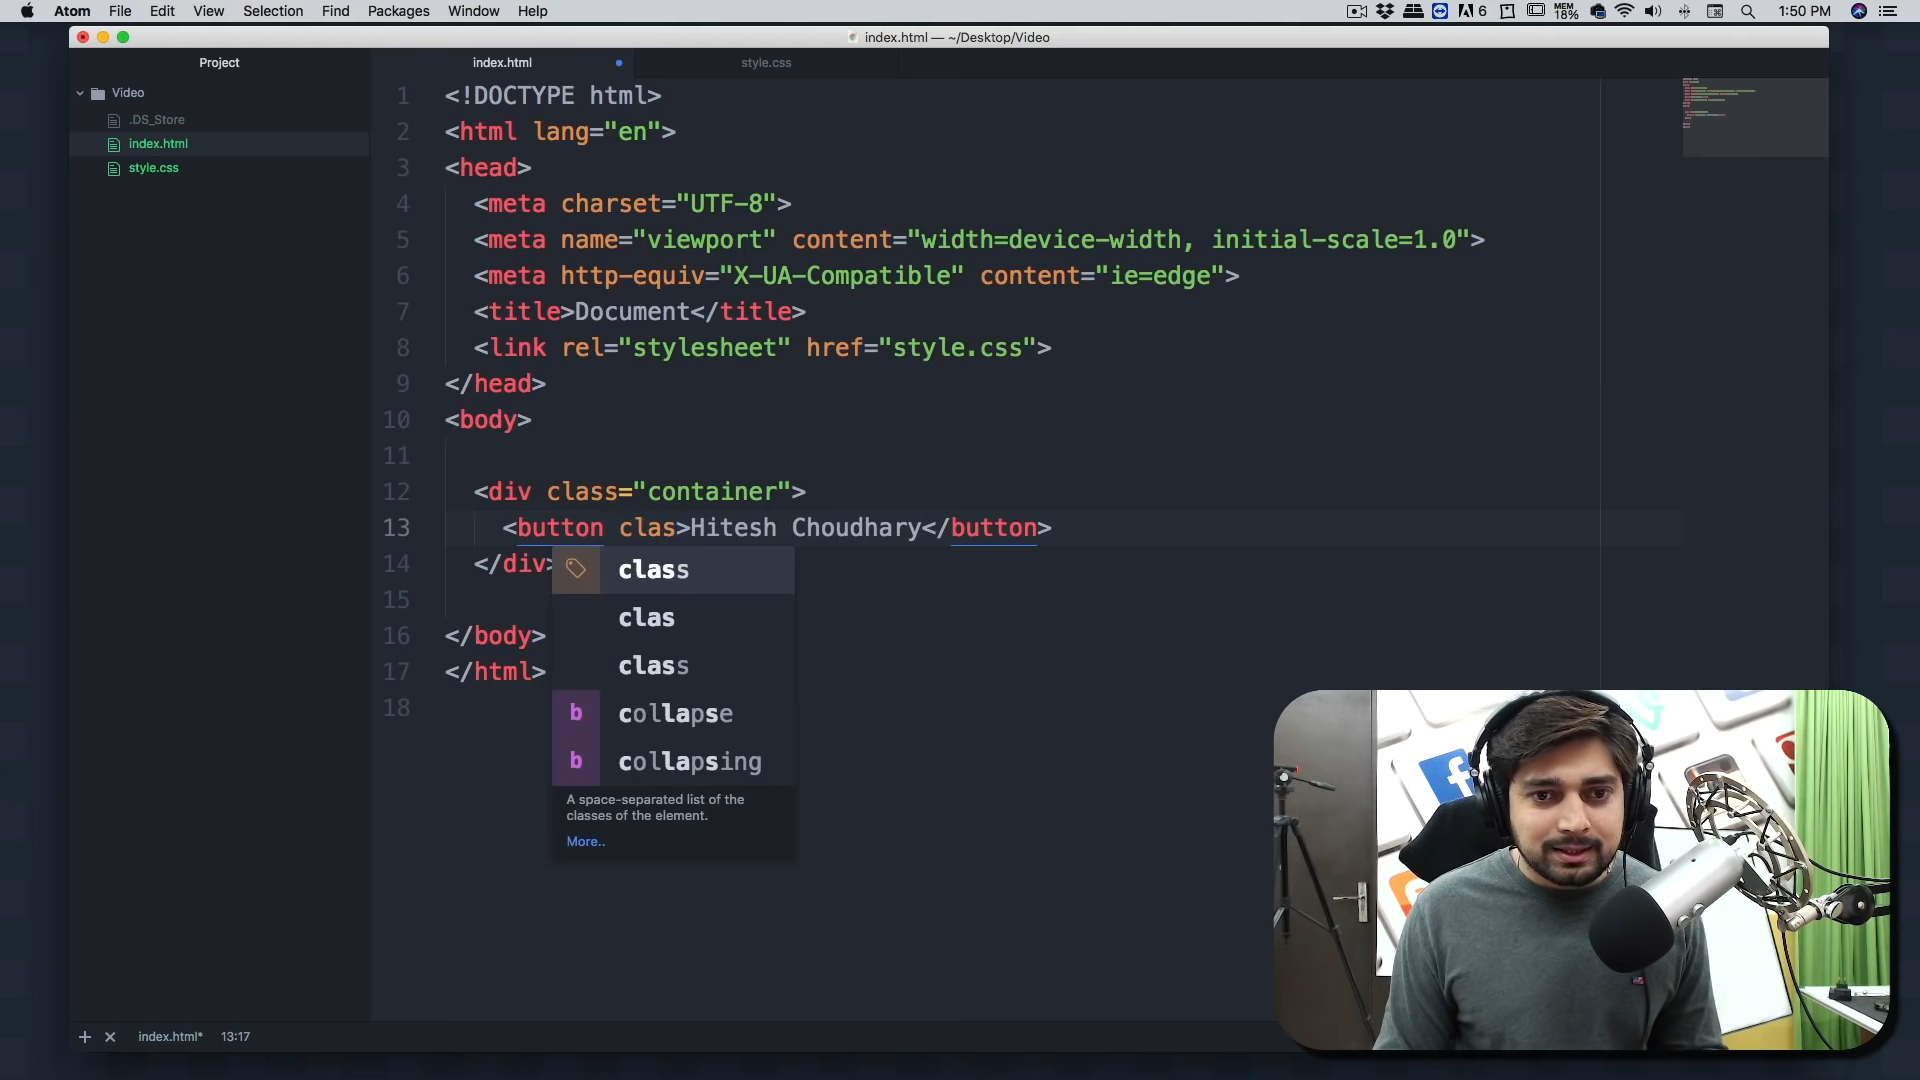 Atom File Edit View Selection Find Packages Window Help
6 MEM 18% 1:50 PM
index.html — ~/Desktop/Video
Project
Video
.DS_Store
index.html
style.css
index.html style.css
1 <!DOCTYPE html>
2 <html lang="en">
3 <head>
4 <meta charset="UTF-8">
5 <meta name="viewport" content="width=device-width, initial-scale=1.0">
6 <meta http-equiv="X-UA-Compatible" content="ie=edge">
7 <title>Document</title>
8 <link rel="stylesheet" href="style.css">
9 </head>
10 <body>
11
12 <div class="container">
13 <button clas>Hitesh Choudhary</button>
14 </div>
15
16 </body>
17 </html>
18
class
clas
class
b collapse
b collapsing
A space-separated list of the
classes of the element.
More..
index.html* 13:17